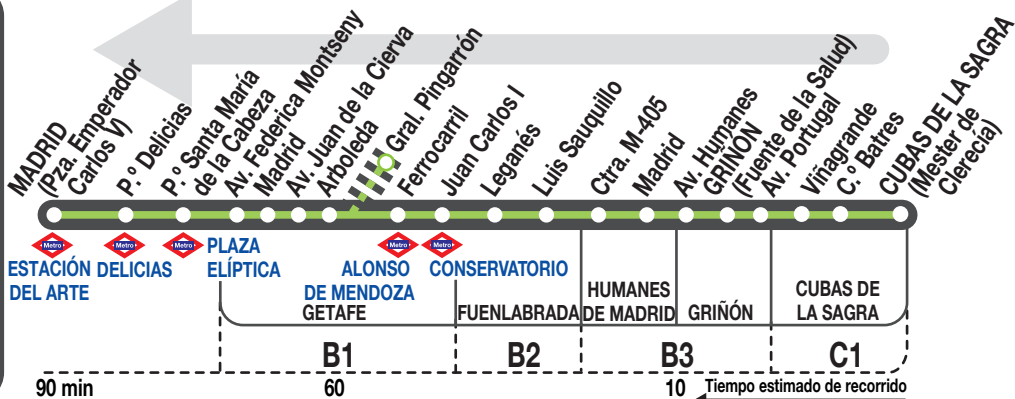 MADRID
(Pza. Emperador
Carlos V)
P.º Delicias
P.º Santa María
de la Cabeza
Av. Federica Montseny
Madrid
Av. Juan de la Cierva
Arboleda
Gral. Pingarrón
Ferrocarril
Juan Carlos I
Leganés
Luis Sauquillo
Ctra. M-405
Madrid
Av. Humanes
GRIÑÓN
(Fuente de la Salud)
Av. Portugal
Viñagrande
C.º Batres
CUBAS DE LA SAGRA
(Mester de
Clerecía)
Metro
Metro
Metro
Metro
Metro
ESTACIÓN
DEL ARTE
DELICIAS
PLAZA
ELÍPTICA
ALONSO
DE MENDOZA
CONSERVATORIO
GETAFE
FUENLABRADA
HUMANES
DE MADRID
GRIÑÓN
CUBAS DE
LA SAGRA
B1
B2
B3
C1
90 min
60
10
Tiempo estimado de recorrido